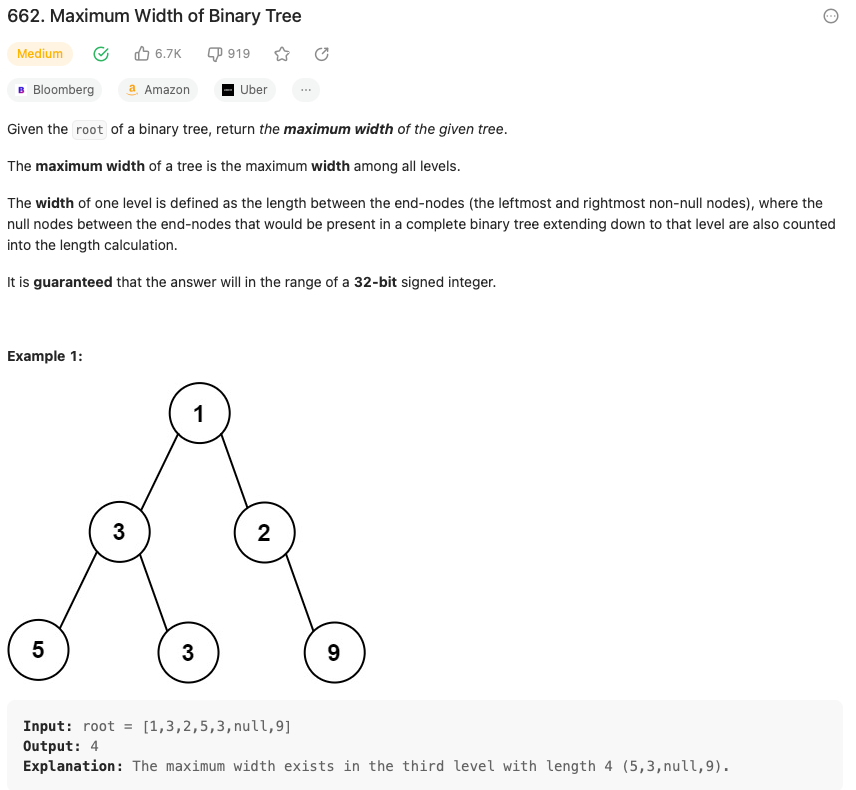 662. Maximum Width of Binary Tree
Medium 6.7K 919
B Bloomberg a Amazon Uber ...
Given the root of a binary tree, return the maximum width of the given tree.
The maximum width of a tree is the maximum width among all levels.
The width of one level is defined as the length between the end-nodes (the leftmost and rightmost non-null nodes), where the
null nodes between the end-nodes that would be present in a complete binary tree extending down to that level are also counted
into the length calculation.
It is guaranteed that the answer will in the range of a 32-bit signed integer.
Example 1:
1
3 2
5 3 9
Input: root = [1,3,2,5,3,null,9]
Output: 4
Explanation: The maximum width exists in the third level with length 4 (5,3,null,9).